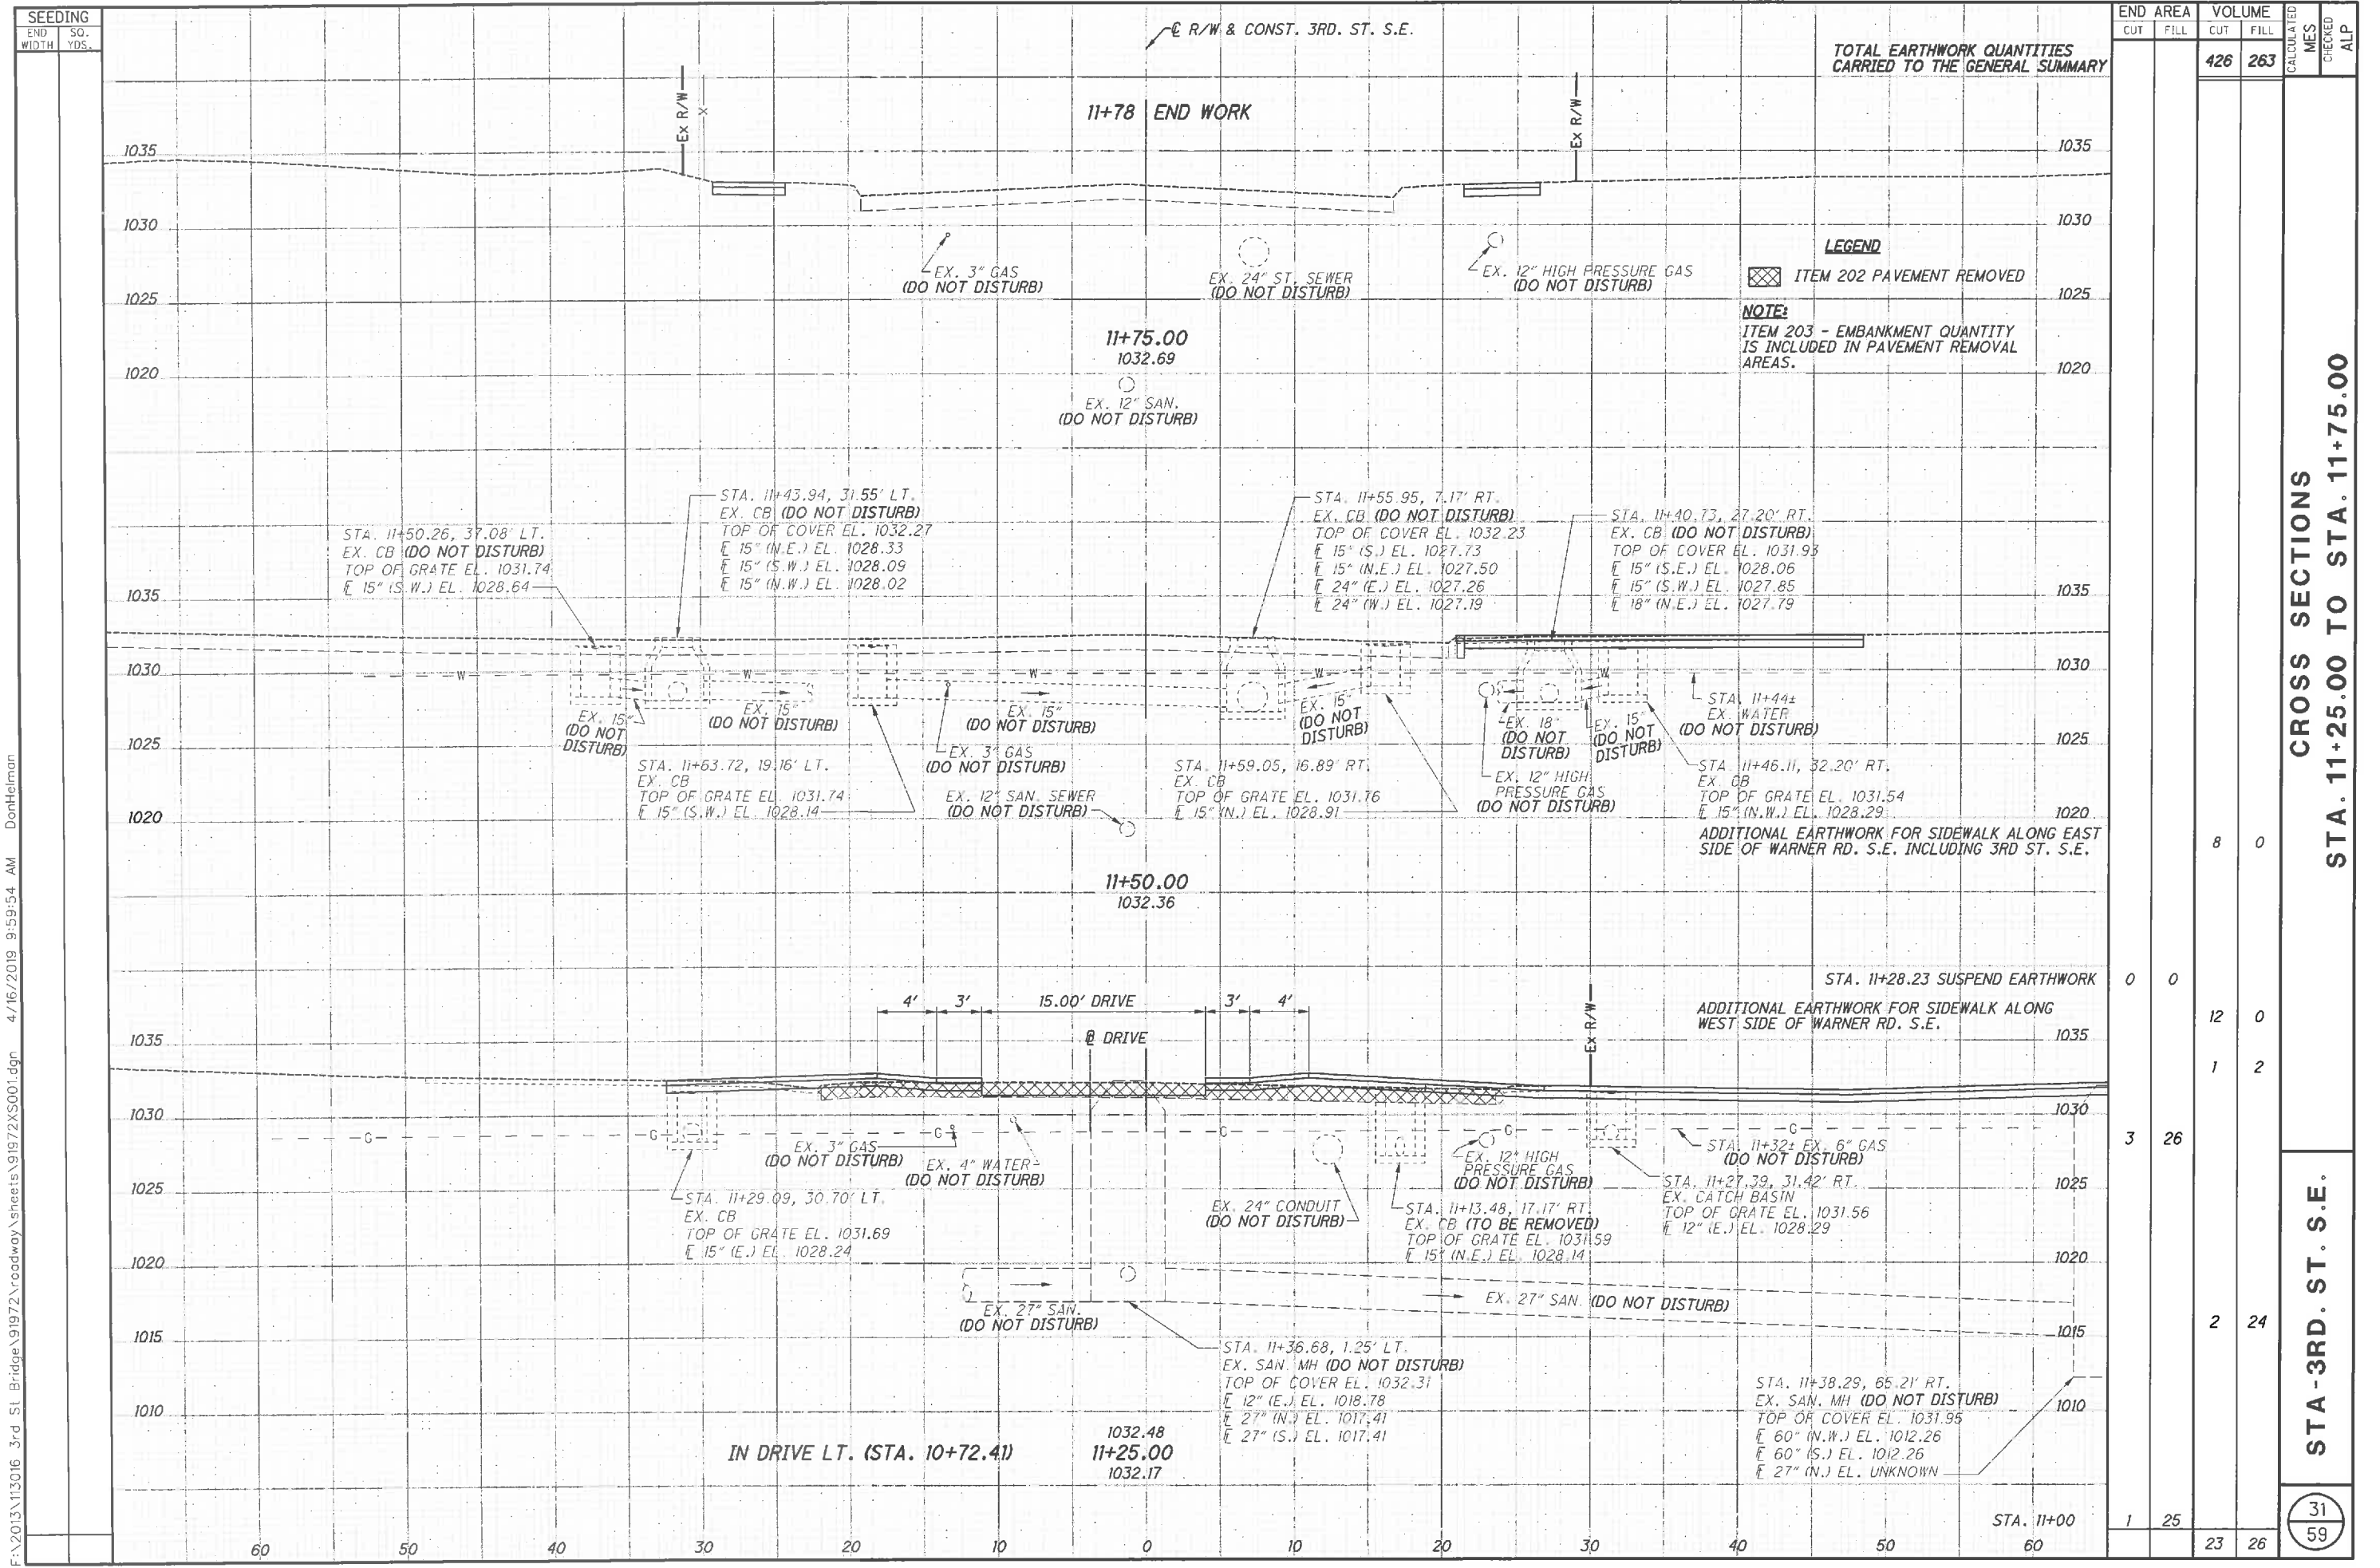 SEEDING
END WIDTH
SQ. YDS.
END AREA
VOLUME
CUT
FILL
CUT
FILL
CALCULATED
MES
CHECKED
ALP
℄ R/W & CONST. 3RD. ST. S.E.
TOTAL EARTHWORK QUANTITIES
CARRIED TO THE GENERAL SUMMARY
426
263
Ex R/W
X
11+78
END WORK
Ex R/W
1035
1035
1030
1030
LEGEND
ITEM 202 PAVEMENT REMOVED
EX. 3" GAS
(DO NOT DISTURB)
EX. 24" ST. SEWER
(DO NOT DISTURB)
EX. 12" HIGH PRESSURE GAS
(DO NOT DISTURB)
1025
1025
NOTE:
ITEM 203 - EMBANKMENT QUANTITY
IS INCLUDED IN PAVEMENT REMOVAL
AREAS.
11+75.00
1032.69
1020
1020
EX. 12" SAN.
(DO NOT DISTURB)
STA. 11+50.26, 37.08' LT.
EX. CB (DO NOT DISTURB)
TOP OF GRATE EL. 1031.74
℄ 15" (S.W.) EL. 1028.64
STA. 11+43.94, 31.55' LT.
EX. CB (DO NOT DISTURB)
TOP OF COVER EL. 1032.27
℄ 15" (N.E.) EL. 1028.33
℄ 15" (S.W.) EL. 1028.09
℄ 15" (N.W.) EL. 1028.02
STA. 11+55.95, 7.17' RT.
EX. CB (DO NOT DISTURB)
TOP OF COVER EL. 1032.23
℄ 15" (S.) EL. 1027.73
℄ 15" (N.E.) EL. 1027.50
℄ 24" (E.) EL. 1027.26
℄ 24" (W.) EL. 1027.19
STA. 11+40.73, 27.20' RT.
EX. CB (DO NOT DISTURB)
TOP OF COVER EL. 1031.93
℄ 15" (S.E.) EL. 1028.06
℄ 15" (S.W.) EL. 1027.85
℄ 18" (N.E.) EL. 1027.79
1035
1035
1030
1030
W
W
W
W
W
EX. 15"
(DO NOT
DISTURB)
EX. 15"
(DO NOT DISTURB)
EX. 15"
(DO NOT DISTURB)
EX. 15"
(DO NOT
DISTURB)
EX. 18"
(DO NOT
DISTURB)
EX. 15"
(DO NOT
DISTURB)
STA. 11+44±
EX. WATER
(DO NOT DISTURB)
1025
1025
EX. 3" GAS
(DO NOT DISTURB)
STA. 11+63.72, 19.16' LT.
EX. CB
TOP OF GRATE EL. 1031.74
℄ 15" (S.W.) EL. 1028.14
EX. 12" SAN. SEWER
(DO NOT DISTURB)
STA. 11+59.05, 16.89' RT.
EX. CB
TOP OF GRATE EL. 1031.76
℄ 15" (N.) EL. 1028.91
EX. 12" HIGH
PRESSURE GAS
(DO NOT DISTURB)
STA. 11+46.11, 32.20' RT.
EX. CB
TOP OF GRATE EL. 1031.54
℄ 15" (N.W.) EL. 1028.29
1020
1020
ADDITIONAL EARTHWORK FOR SIDEWALK ALONG EAST
SIDE OF WARNER RD. S.E. INCLUDING 3RD ST. S.E.
8
0
11+50.00
1032.36
STA. 11+28.23 SUSPEND EARTHWORK
0
0
4'
3'
15.00' DRIVE
3'
4'
ADDITIONAL EARTHWORK FOR SIDEWALK ALONG
WEST SIDE OF WARNER RD. S.E.
12
0
℄ DRIVE
Ex R/W
1035
1035
1
2
1030
1030
G
G
G
G
G
G
EX. 3" GAS
(DO NOT DISTURB)
EX. 4" WATER
(DO NOT DISTURB)
EX. 12" HIGH
PRESSURE GAS
(DO NOT DISTURB)
STA. 11+32± EX. 6" GAS
(DO NOT DISTURB)
3
26
1025
1025
STA. 11+29.09, 30.70' LT.
EX. CB
TOP OF GRATE EL. 1031.69
℄ 15" (E.) EL. 1028.24
EX. 24" CONDUIT
(DO NOT DISTURB)
STA. 11+13.48, 17.17' RT.
EX. CB (TO BE REMOVED)
TOP OF GRATE EL. 1031.59
℄ 15" (N.E.) EL. 1028.14
STA. 11+27.39, 31.42' RT.
EX. CATCH BASIN
TOP OF GRATE EL. 1031.56
℄ 12" (E.) EL. 1028.29
1020
1020
EX. 27" SAN.
(DO NOT DISTURB)
EX. 27" SAN. (DO NOT DISTURB)
2
24
1015
1015
STA. 11+36.68, 1.25' LT.
EX. SAN. MH (DO NOT DISTURB)
TOP OF COVER EL. 1032.31
℄ 12" (E.) EL. 1018.78
℄ 27" (N.) EL. 1017.41
℄ 27" (S.) EL. 1017.41
STA. 11+38.29, 65.21' RT.
EX. SAN. MH (DO NOT DISTURB)
TOP OF COVER EL. 1031.95
℄ 60" (N.W.) EL. 1012.26
℄ 60" (S.) EL. 1012.26
℄ 27" (N.) EL. UNKNOWN
1010
1010
IN DRIVE LT. (STA. 10+72.41)
1032.48
11+25.00
1032.17
STA. 11+00
1
25
60
50
40
30
20
10
0
10
20
30
40
50
60
23
26
CROSS SECTIONS
STA. 11+25.00 TO STA. 11+75.00
STA-3RD. ST. S.E.
31
59
F:\2013\113016 3rd St Bridge\91972\roadway\sheets\91972XS001.dgn 4/16/2019 9:59:54 AM DonHelman